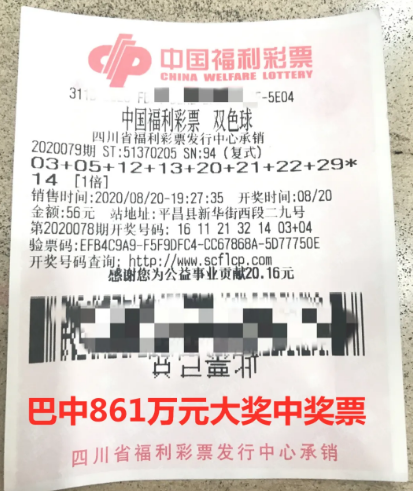 中国福利彩票
CHINA WELFARE LOTTERY
-5E04
中国福利彩票 双色球
四川省福利彩票发行中心承销
2020079期 ST:51370205 SN:94 (复式)
03+05+12+13+20+21+22+29*
14 [1倍]
销售时间:2020/08/20-19:27:35 开奖时间:08/20
金额:56元 站地址:平昌县新华街西段二九号
第2020078期开奖号码: 16 11 21 32 14 03+04
验票码:EFB4C9A9-F5F9DFC4-CC67868A-5D77750E
开奖号码查询: http://www.scflcp.com
感谢您为公益事业贡献20.16元
巴中861万元大奖中奖票
四川省福利彩票发行中心承销